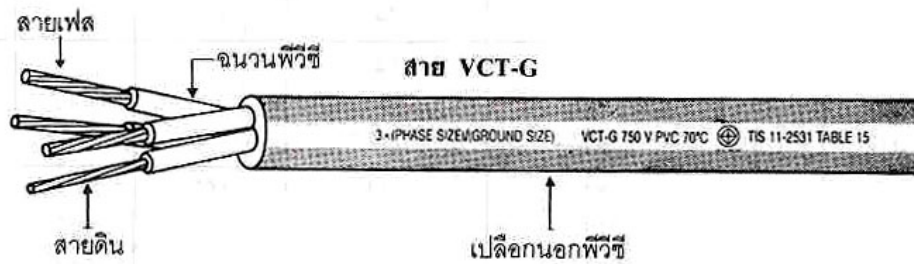 สายเฟส
ฉนวนพีวีซี
สาย VCT-G
3×(PHASE SIZE)/(GROUND SIZE) VCT-G 750 V PVC 70°C TIS 11-2531 TABLE 15
สายดิน
เปลือกนอกพีวีซี